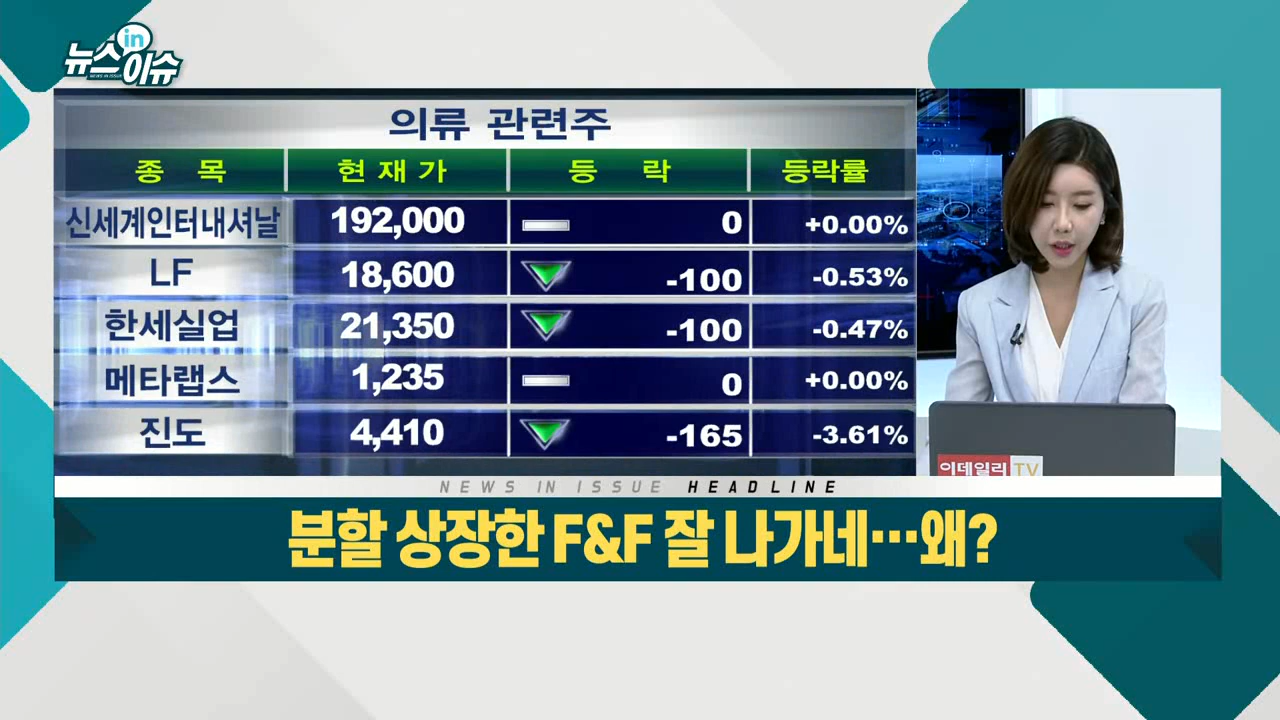 뉴스in이슈
NEWS IN ISSUE
의류 관련주
종 목 현재가 등 락 등락률
신세계인터내셔날 192,000 0 +0.00%
LF 18,600 ▼ -100 -0.53%
한세실업 21,350 ▼ -100 -0.47%
메타랩스 1,235 0 +0.00%
진도 4,410 ▼ -165 -3.61%
이데일리TV
NEWS IN ISSUE HEADLINE
분할 상장한 F&F 잘 나가네…왜?